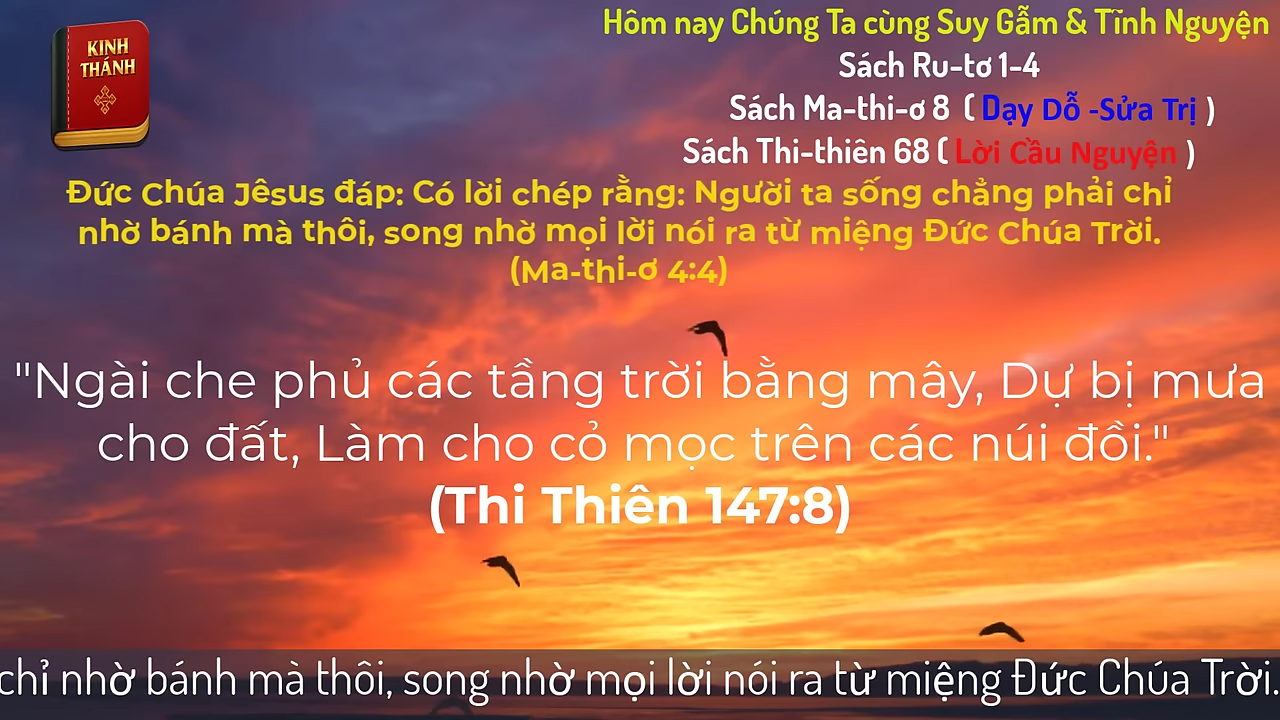 KINH
THÁNH
Hôm nay Chúng Ta cùng Suy Gẫm & Tĩnh Nguyện
Sách Ru-tơ 1-4
Sách Ma-thi-ơ 8 ( Dạy Dỗ -Sửa Trị )
Sách Thi-thiên 68 ( Lời Cầu Nguyện )
Đức Chúa Jêsus đáp: Có lời chép rằng: Người ta sống chẳng phải chỉ
nhờ bánh mà thôi, song nhờ mọi lời nói ra từ miệng Đức Chúa Trời.
(Ma-thi-ơ 4:4)
"Ngài che phủ các tầng trời bằng mây, Dự bị mưa
cho đất, Làm cho cỏ mọc trên các núi đồi."
(Thi Thiên 147:8)
chỉ nhờ bánh mà thôi, song nhờ mọi lời nói ra từ miệng Đức Chúa Trời.